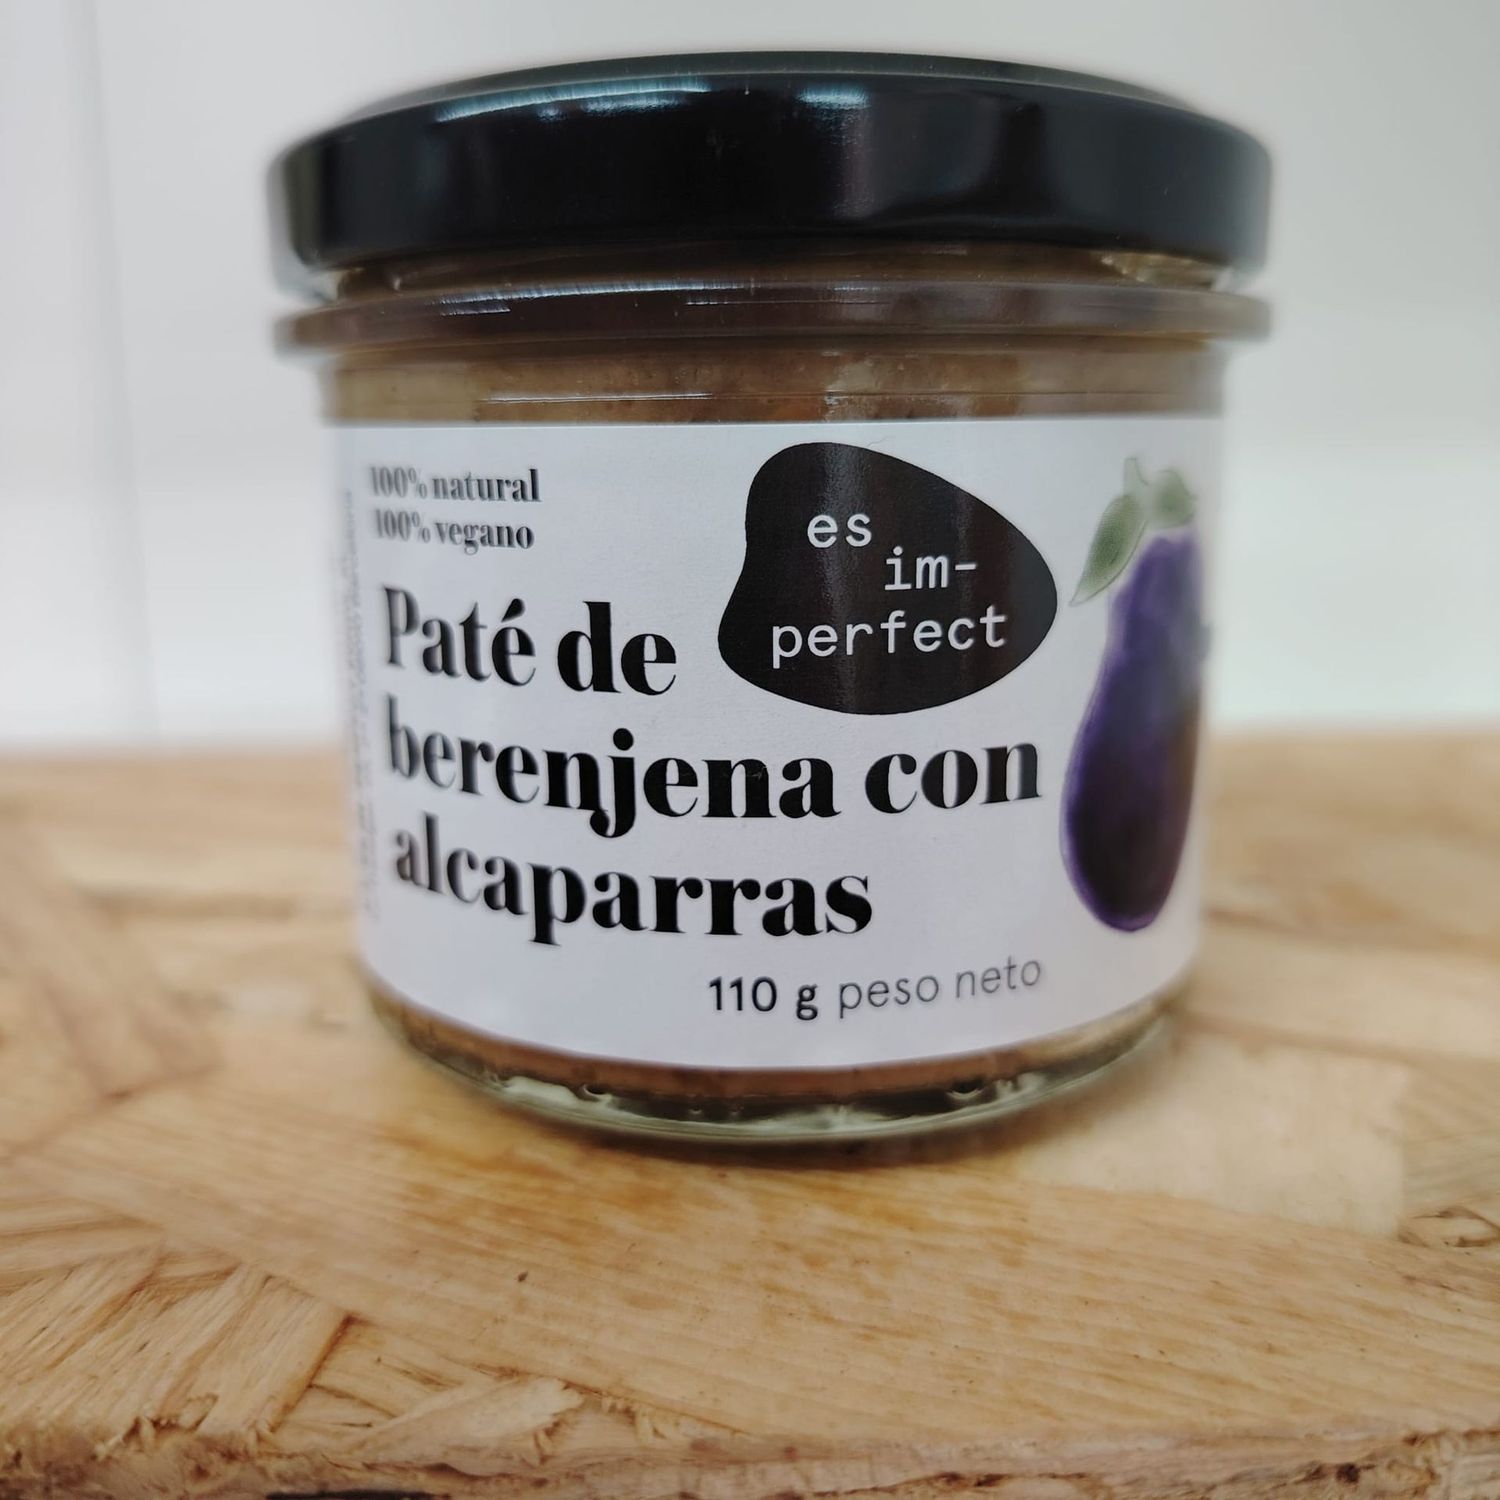 100% natural
100% vegano
es
im-
perfect
Paté de
berenjena con
alcaparras
110 g peso neto